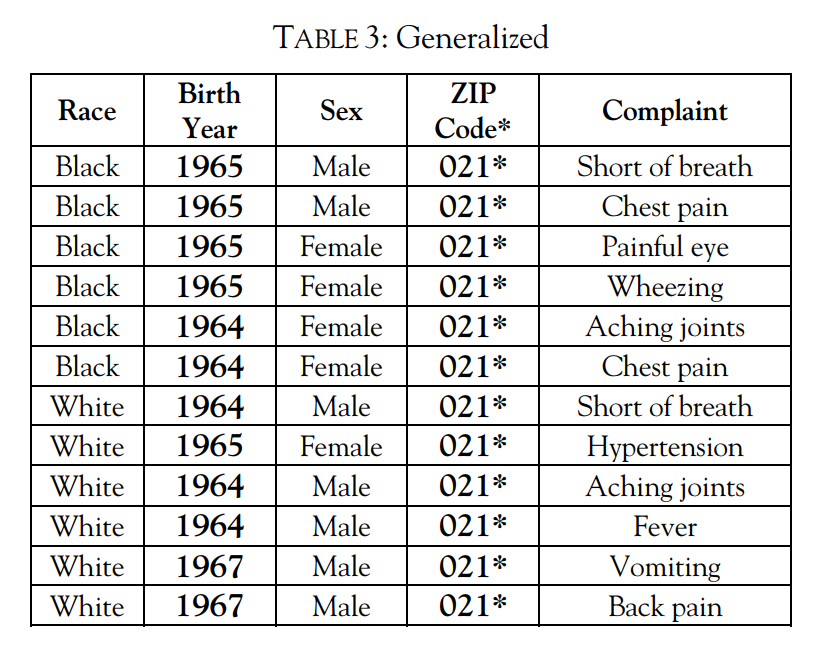 TABLE 3: Generalized
Race Birth Year Sex ZIP Code* Complaint
Black 1965 Male 021* Short of breath
Black 1965 Male 021* Chest pain
Black 1965 Female 021* Painful eye
Black 1965 Female 021* Wheezing
Black 1964 Female 021* Aching joints
Black 1964 Female 021* Chest pain
White 1964 Male 021* Short of breath
White 1965 Female 021* Hypertension
White 1964 Male 021* Aching joints
White 1964 Male 021* Fever
White 1967 Male 021* Vomiting
White 1967 Male 021* Back pain